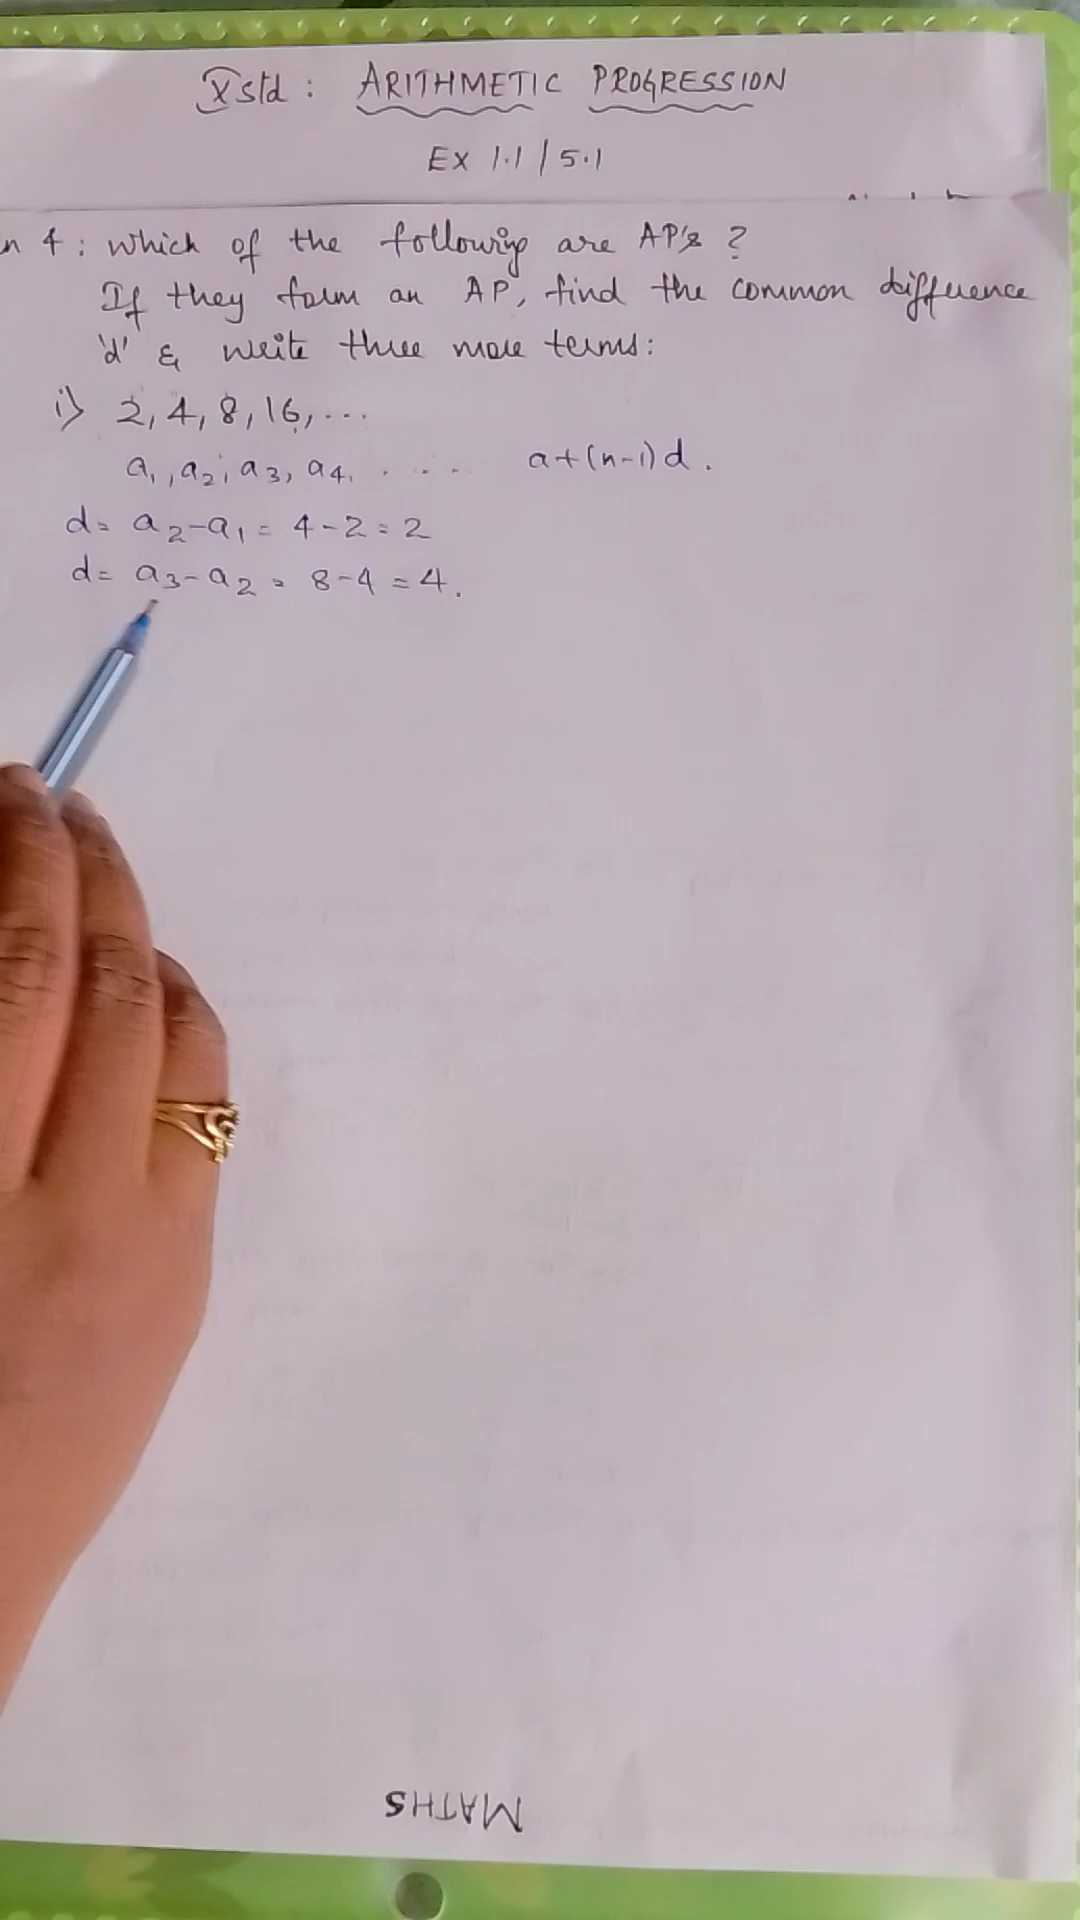 X std : ARITHMETIC PROGRESSION
Ex 1.1 / 5.1
n 4 : Which of the following are AP's ?
If they form an AP, find the common difference
'd' & write three more terms :
i) 2, 4, 8, 16, ...
a₁, a₂, a₃, a₄. . . . . a+(n-1)d .
d = a₂-a₁ = 4-2 = 2
d = a₃-a₂ = 8-4 = 4.
MATHS